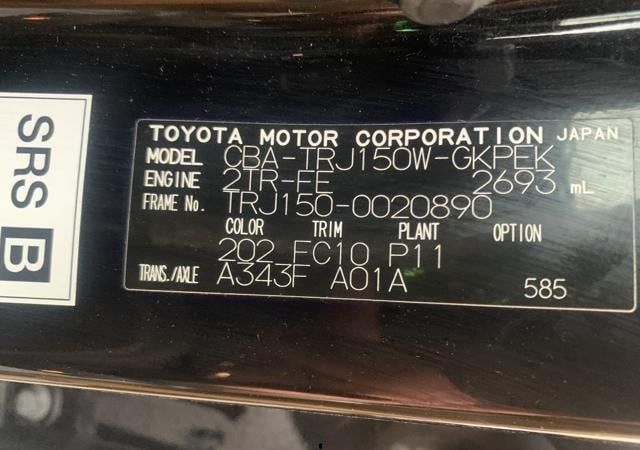 SRS B
TOYOTA MOTOR CORPORATION JAPAN
MODEL CBA-TRJ150W-GKPEK
ENGINE 2TR-FE 2693 mL
FRAME No. TRJ150-0020890
COLOR TRIM PLANT OPTION
202 FC10 P11
TRANS./AXLE A343F A01A
585